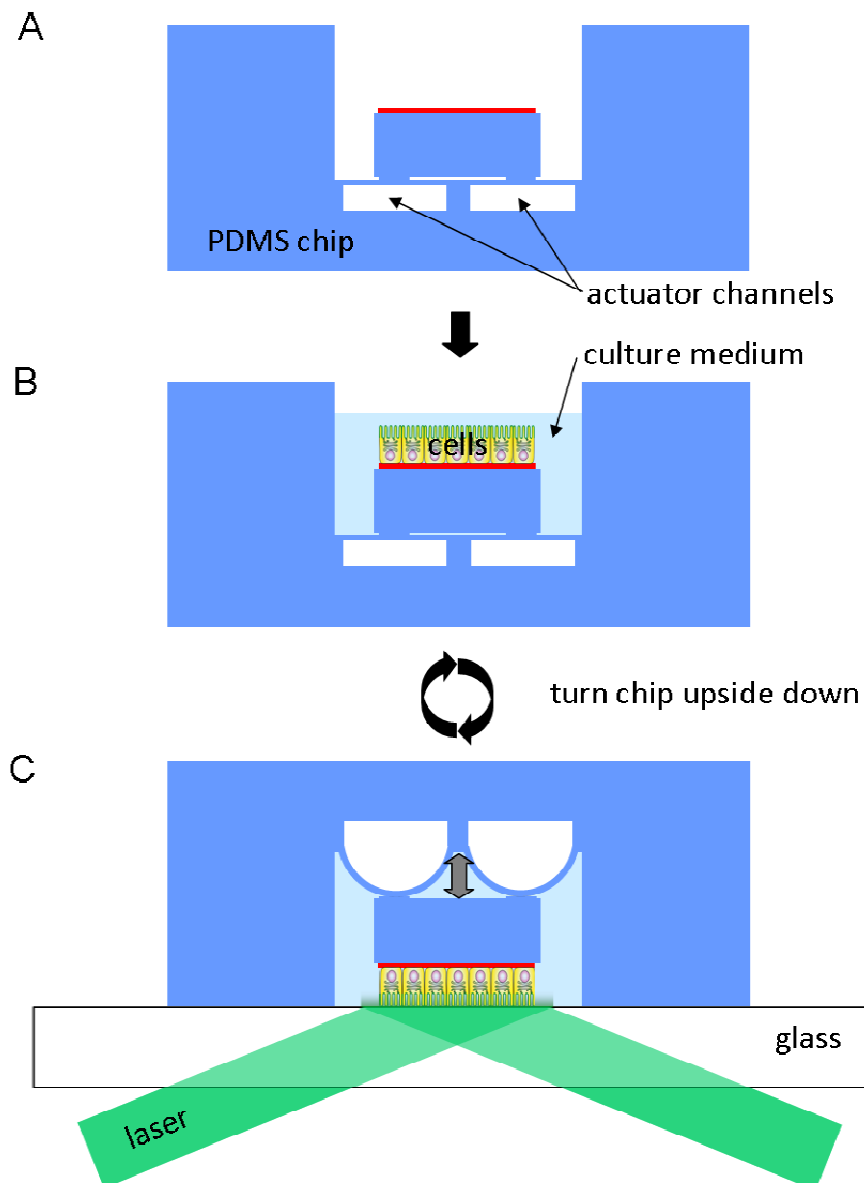 A
PDMS chip
actuator channels
culture medium
B
cells
turn chip upside down
C
glass
laser